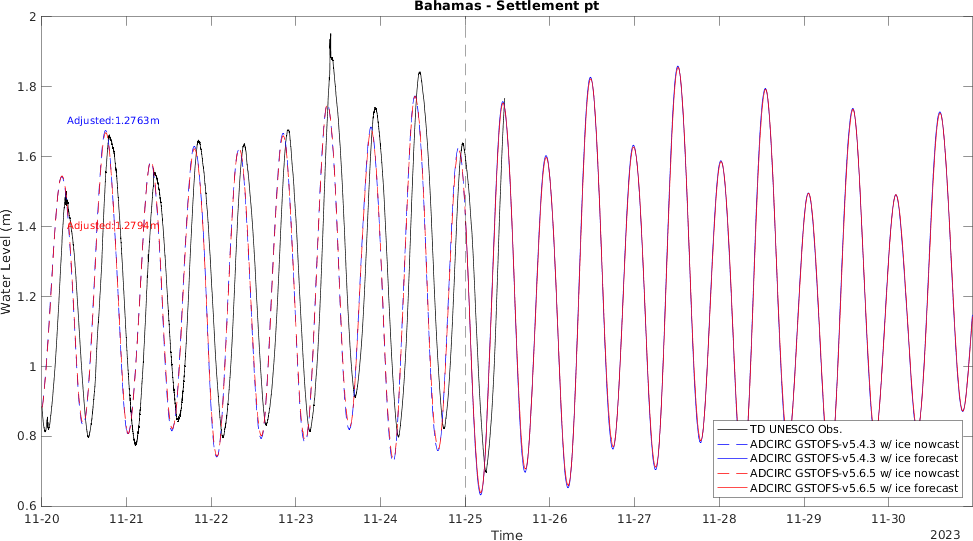 Bahamas - Settlement pt
2
1.8
1.6
1.4
1.2
1
0.8
0.6
Water Level (m)
Adjusted:1.2763m
Adjusted:1.2794m
TD UNESCO Obs.
ADCIRC GSTOFS-v5.4.3 w/ ice nowcast
ADCIRC GSTOFS-v5.4.3 w/ ice forecast
ADCIRC GSTOFS-v5.6.5 w/ ice nowcast
ADCIRC GSTOFS-v5.6.5 w/ ice forecast
11-20 11-21 11-22 11-23 11-24 11-25 11-26 11-27 11-28 11-29 11-30
Time
2023